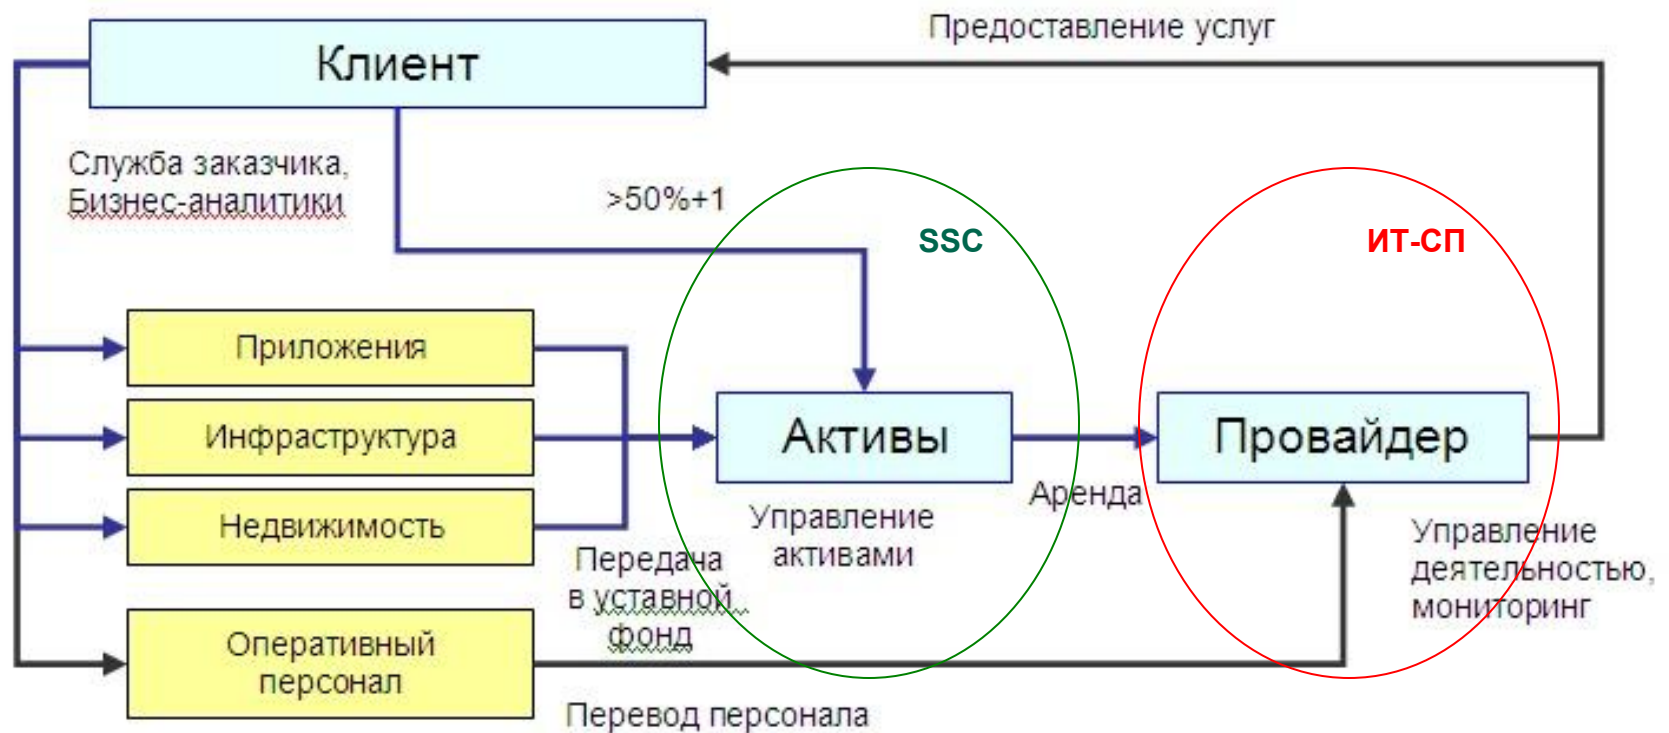 Предоставление услуг
Клиент
Служба заказчика,
Бизнес-аналитики
>50%+1
SSC
ИТ-СП
Приложения
Инфраструктура
Недвижимость
Активы
Провайдер
Аренда
Управление
активами
Управление
деятельностью,
мониторинг
Передача
в уставной
фонд
Оперативный
персонал
Перевод персонала